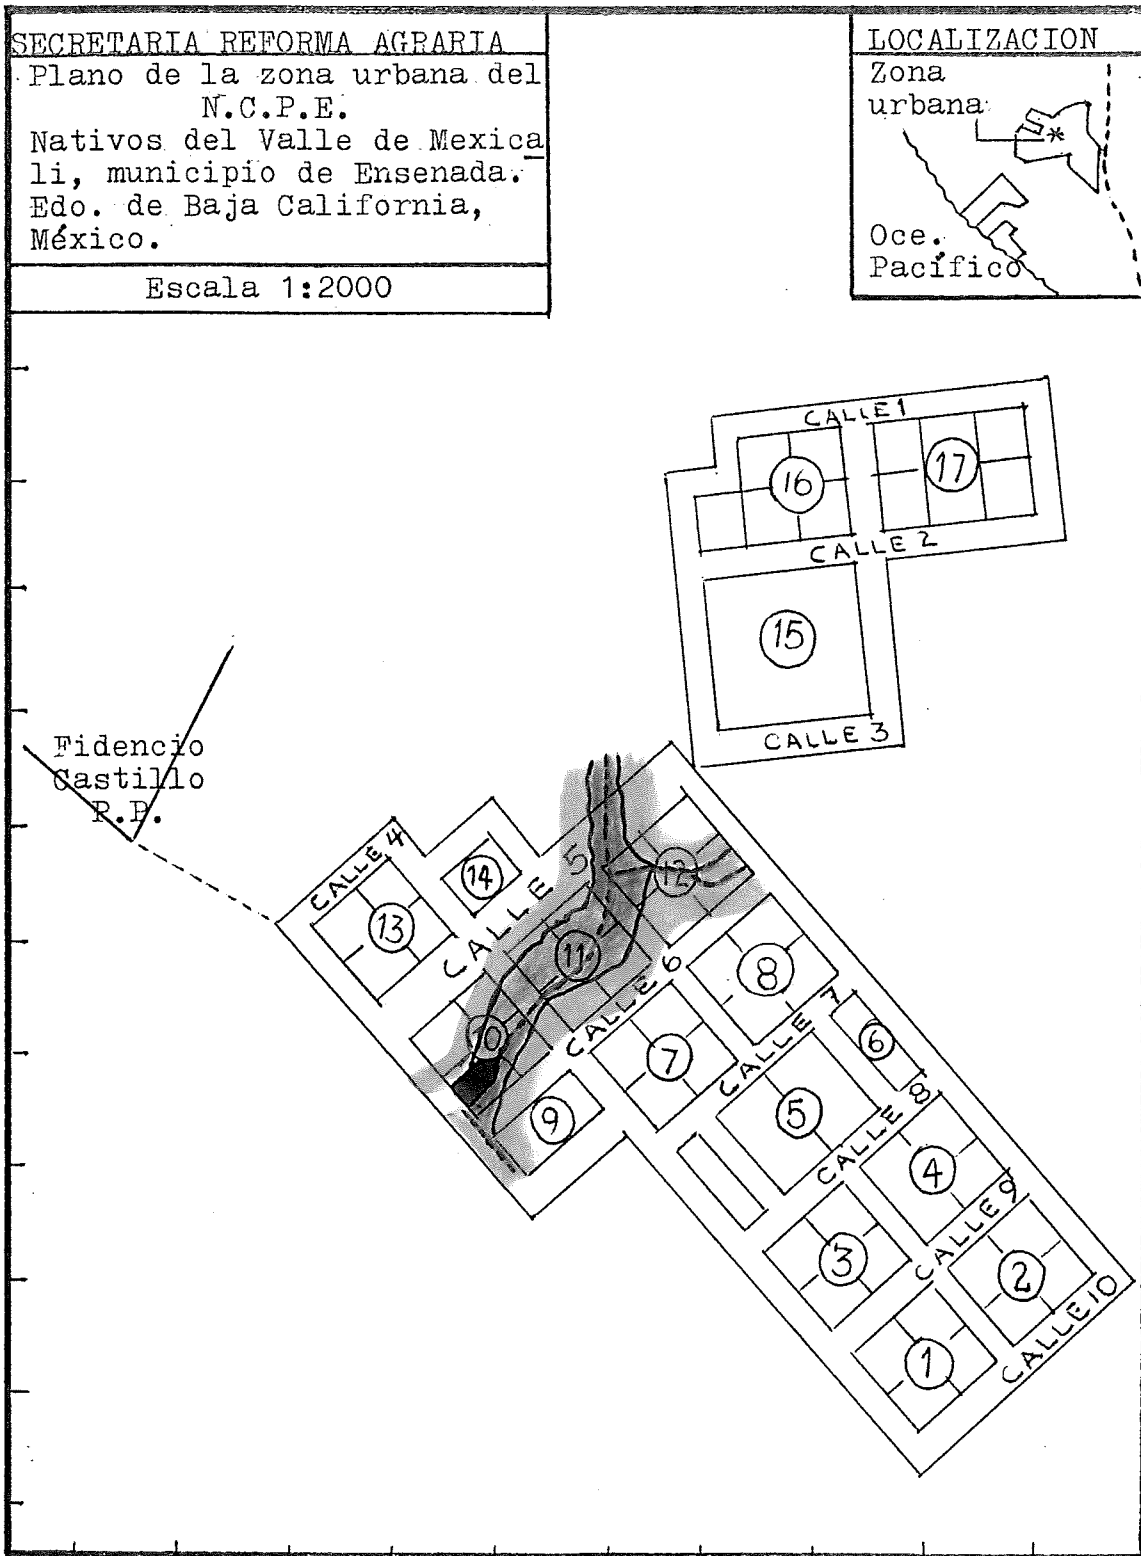 SECRETARIA REFORMA AGRARIA
Plano de la zona urbana del
N.C.P.E.
Nativos del Valle de Mexica
li, municipio de Ensenada.
Edo. de Baja California,
México.
Escala 1:2000
LOCALIZACION
Zona
urbana
*
Oce.
Pacífico
CALLE 1
16
17
CALLE 2
15
CALLE 3
Fidencio
Castillo
P.P.
CALLE 4
14
13
CALLE 5
12
11
10
CALLE 6
8
7
9
CALLE 7
6
5
CALLE 8
4
3
CALLE 9
2
1
CALLE 10